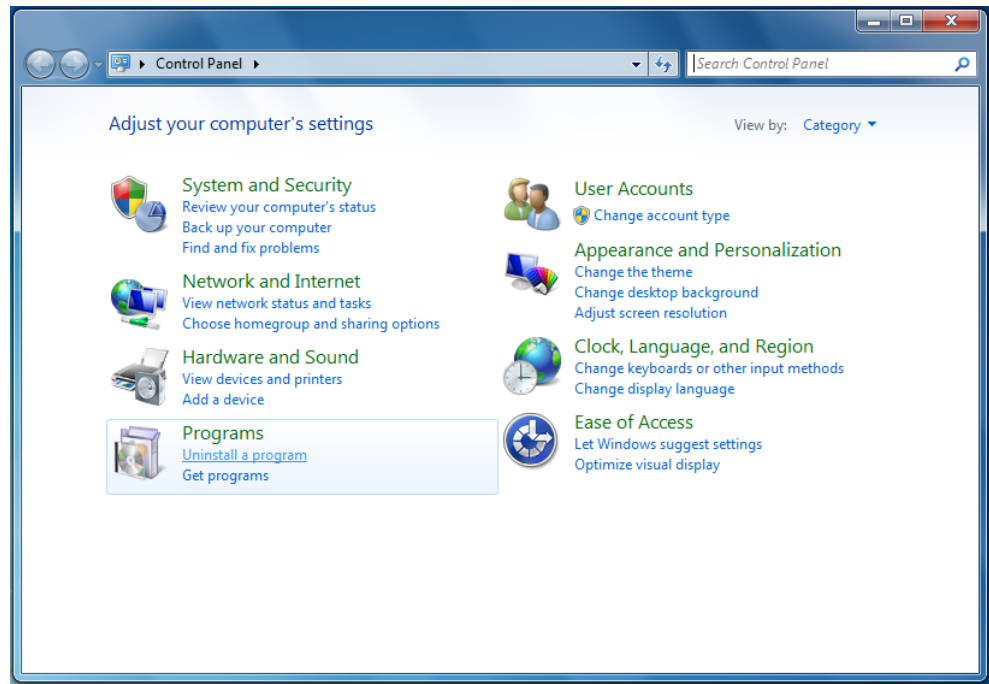 Control Panel
Search Control Panel
Adjust your computer's settings
View by: Category
System and Security
Review your computer's status
Back up your computer
Find and fix problems
Network and Internet
View network status and tasks
Choose homegroup and sharing options
Hardware and Sound
View devices and printers
Add a device
Programs
Uninstall a program
Get programs
User Accounts
Change account type
Appearance and Personalization
Change the theme
Change desktop background
Adjust screen resolution
Clock, Language, and Region
Change keyboards or other input methods
Change display language
Ease of Access
Let Windows suggest settings
Optimize visual display